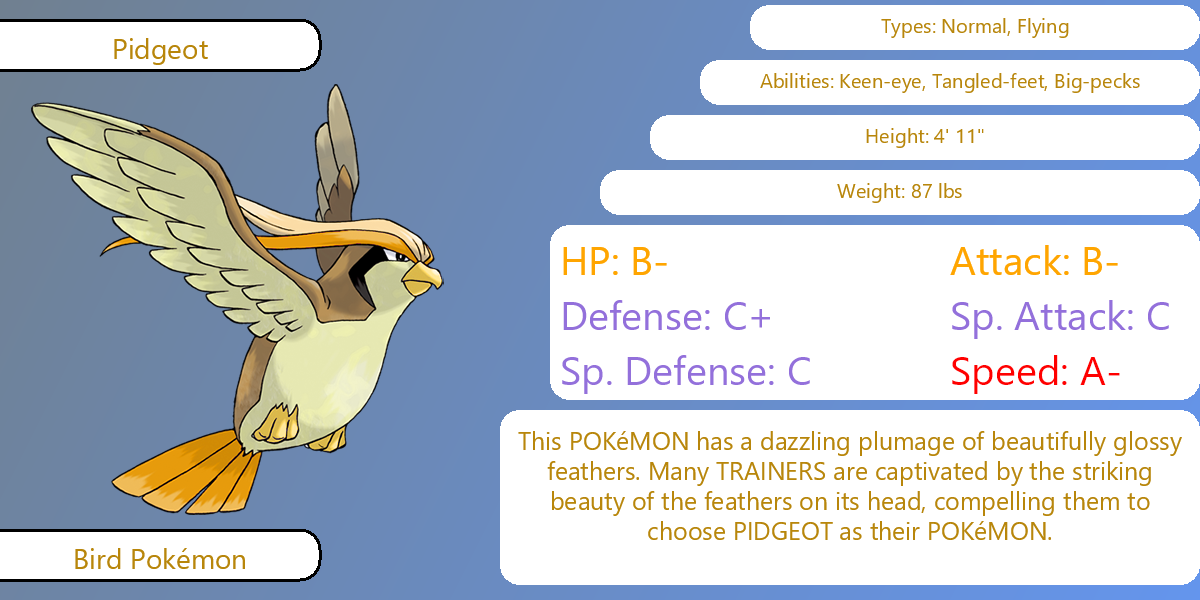 Pidgeot
Types: Normal, Flying
Abilities: Keen-eye, Tangled-feet, Big-pecks
Height: 4' 11"
Weight: 87 lbs
HP: B- Attack: B-
Defense: C+ Sp. Attack: C
Sp. Defense: C Speed: A-
This POKéMON has a dazzling plumage of beautifully glossy
feathers. Many TRAINERS are captivated by the striking
beauty of the feathers on its head, compelling them to
choose PIDGEOT as their POKéMON.
Bird Pokémon